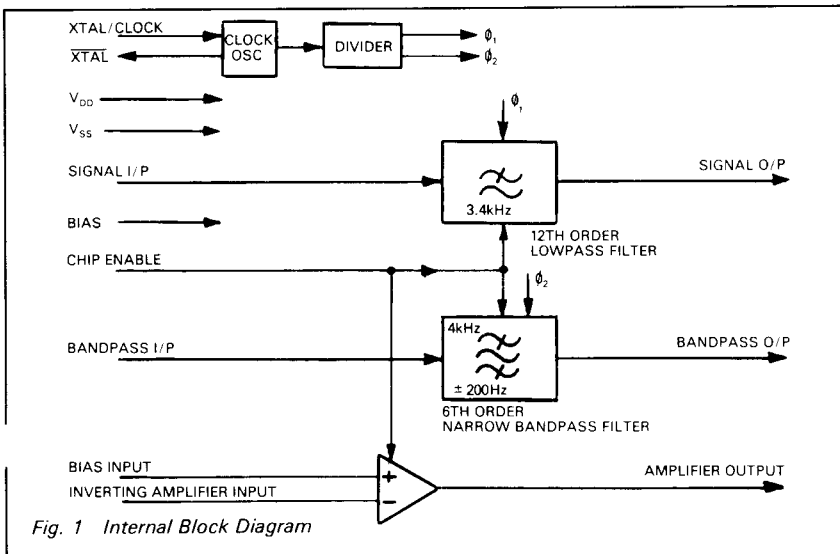 XTAL/CLOCK
XTAL
CLOCK
OSC
DIVIDER
ϕ₁
ϕ₂
V_DD
V_SS
ϕ₁
SIGNAL I/P
3.4kHz
SIGNAL O/P
BIAS
12TH ORDER
LOWPASS FILTER
CHIP ENABLE
ϕ₂
BANDPASS I/P
4kHz
± 200Hz
BANDPASS O/P
6TH ORDER
NARROW BANDPASS FILTER
BIAS INPUT
+
INVERTING AMPLIFIER INPUT
−
AMPLIFIER OUTPUT
Fig. 1 Internal Block Diagram